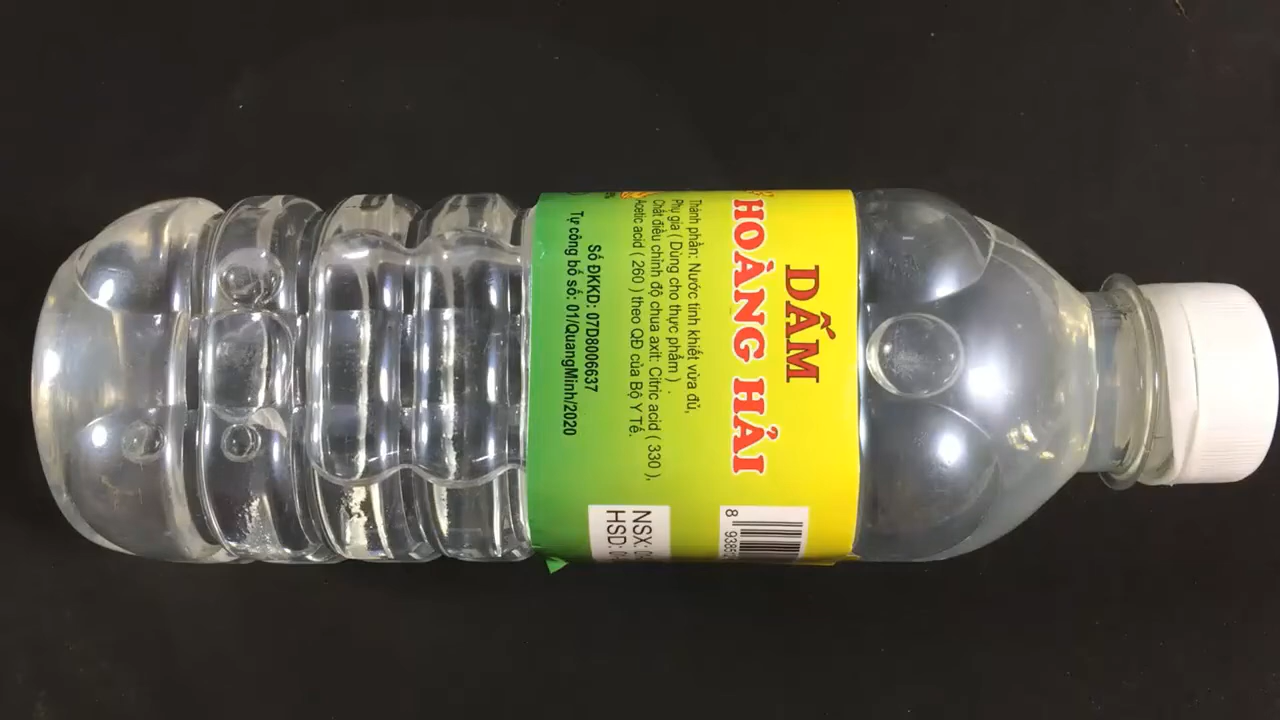 DẤM
HOÀNG HẢI
Thành phần: Nước tinh khiết vừa đủ,
Phụ gia ( Dùng cho thực phẩm ) .
Chất điều chỉnh độ chua axit: Citric acid ( 330 ),
Acetic acid ( 260 ) theo QĐ của Bộ Y Tế.
Số ĐKKD: 07D8006637
Tự công bố số: 01/QuangMinh/2020
NSX:
HSD:
8 9385